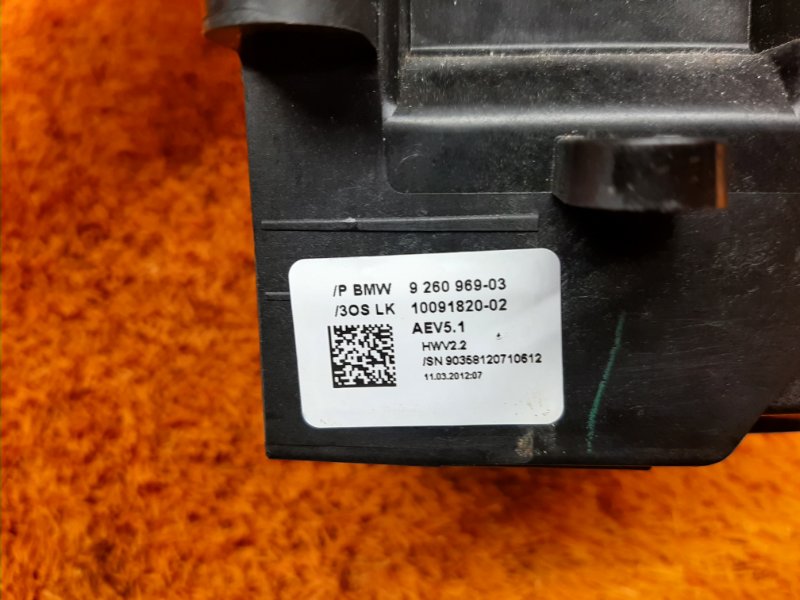 /P BMW 9 260 969-03
/3OS LK 10091820-02
AEV5.1
HWV2.2
/SN 90358120710612
11.03.2012:07